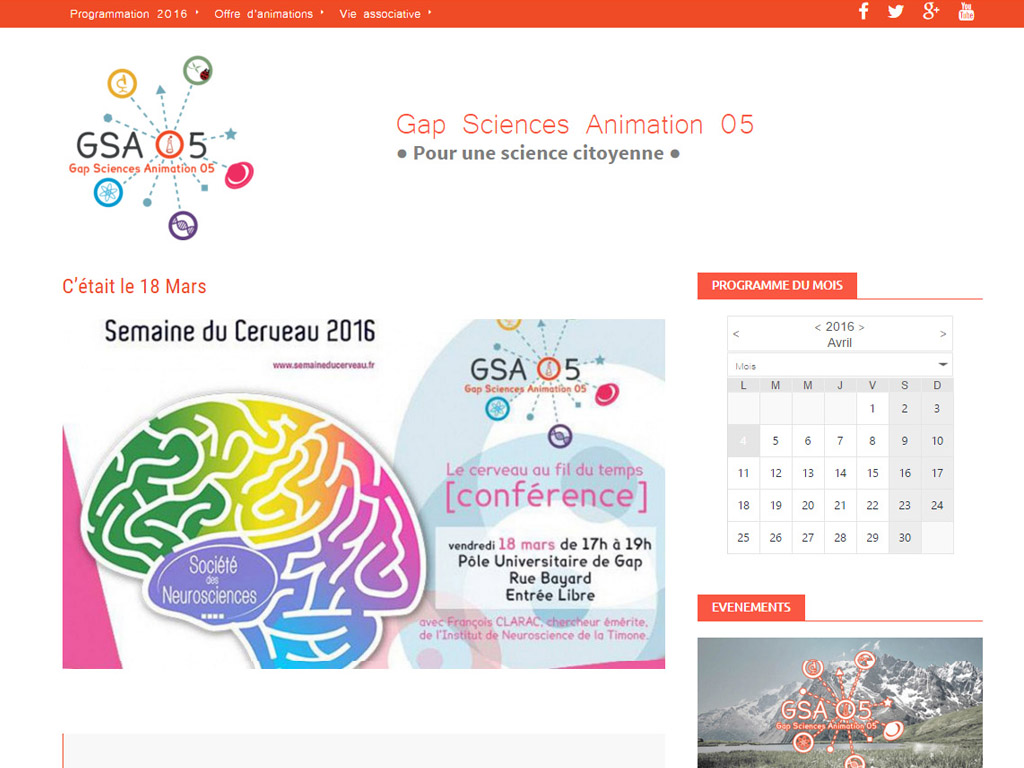 Programmation 2016
Offre d'animations
Vie associative
You
Tube
GSA 05
Gap Sciences Animation 05
Gap Sciences Animation 05
● Pour une science citoyenne ●
C'était le 18 Mars
Semaine du Cerveau 2016
www.semaineducerveau.fr
GSA 05
Gap Sciences Animation 05
Le cerveau au fil du temps
[conférence]
vendredi 18 mars de 17h à 19h
Pôle Universitaire de Gap
Rue Bayard
Entrée Libre
avec François CLARAC, chercheur émérite,
de l'Institut de Neuroscience de la Timone.
Société
des
Neurosciences
PROGRAMME DU MOIS
< < 2016 > >
Avril
Mois
L M M J V S D
1 2 3
4 5 6 7 8 9 10
11 12 13 14 15 16 17
18 19 20 21 22 23 24
25 26 27 28 29 30
EVENEMENTS
GSA 05
Gap Sciences Animation 05